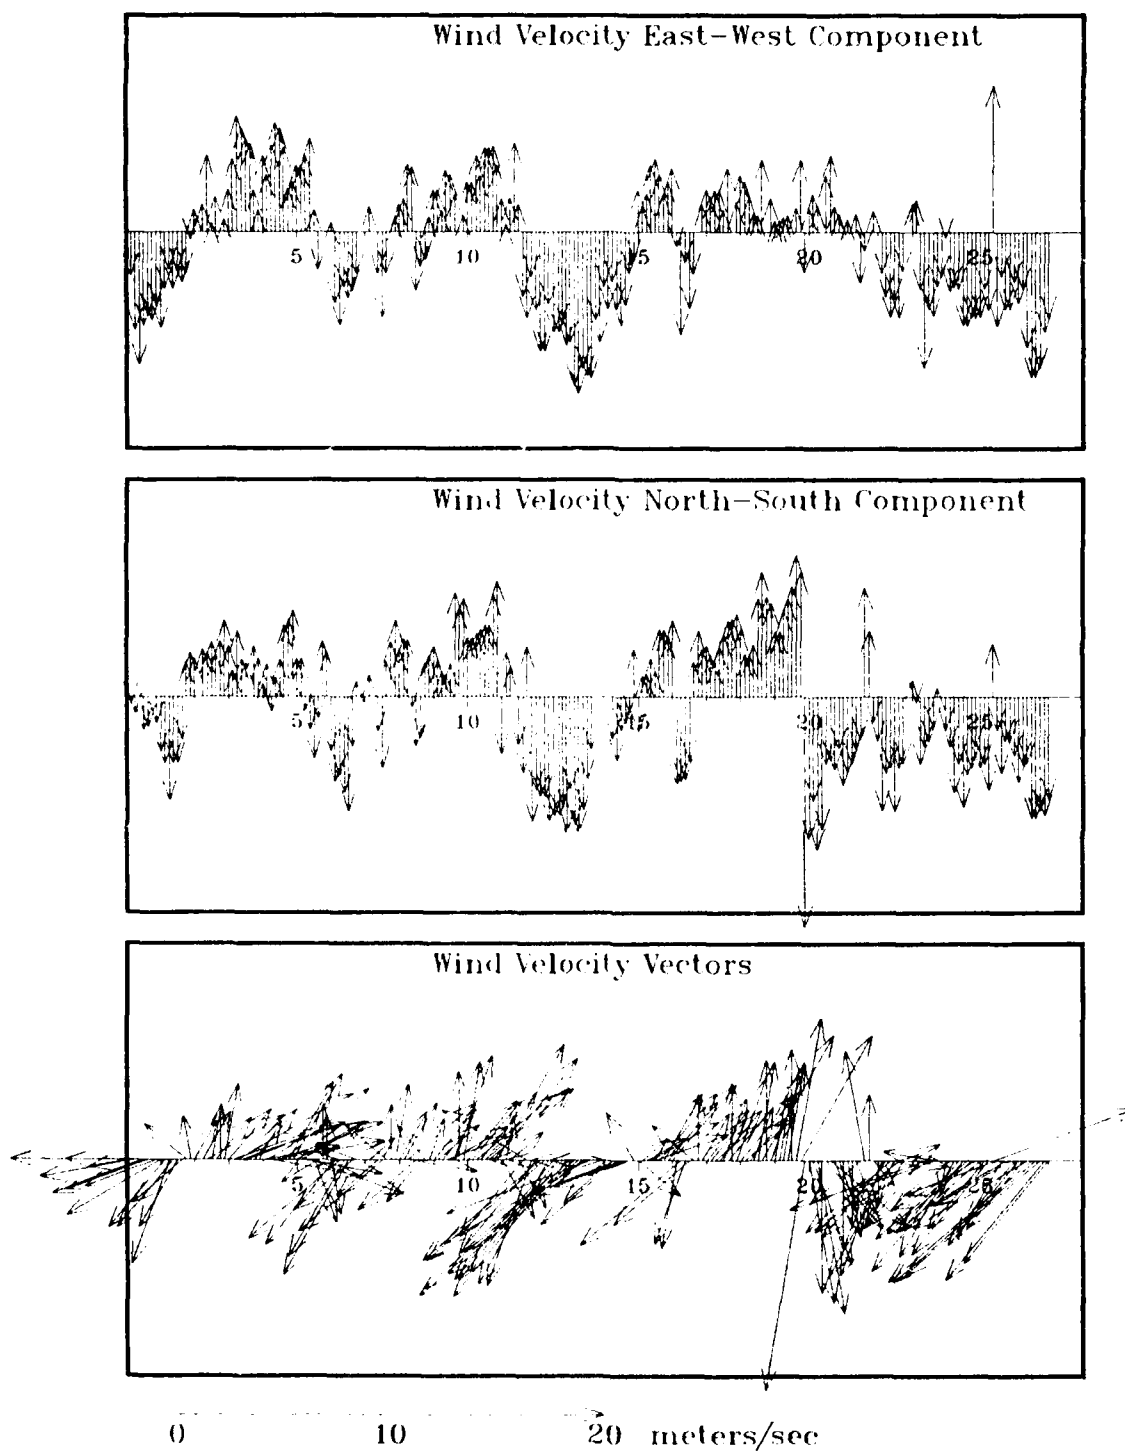 Wind Velocity East-West Component
5 10 15 20 25
Wind Velocity North-South Component
5 10 15 20 25
Wind Velocity Vectors
5 10 15 20 25
0 10 20 meters/sec